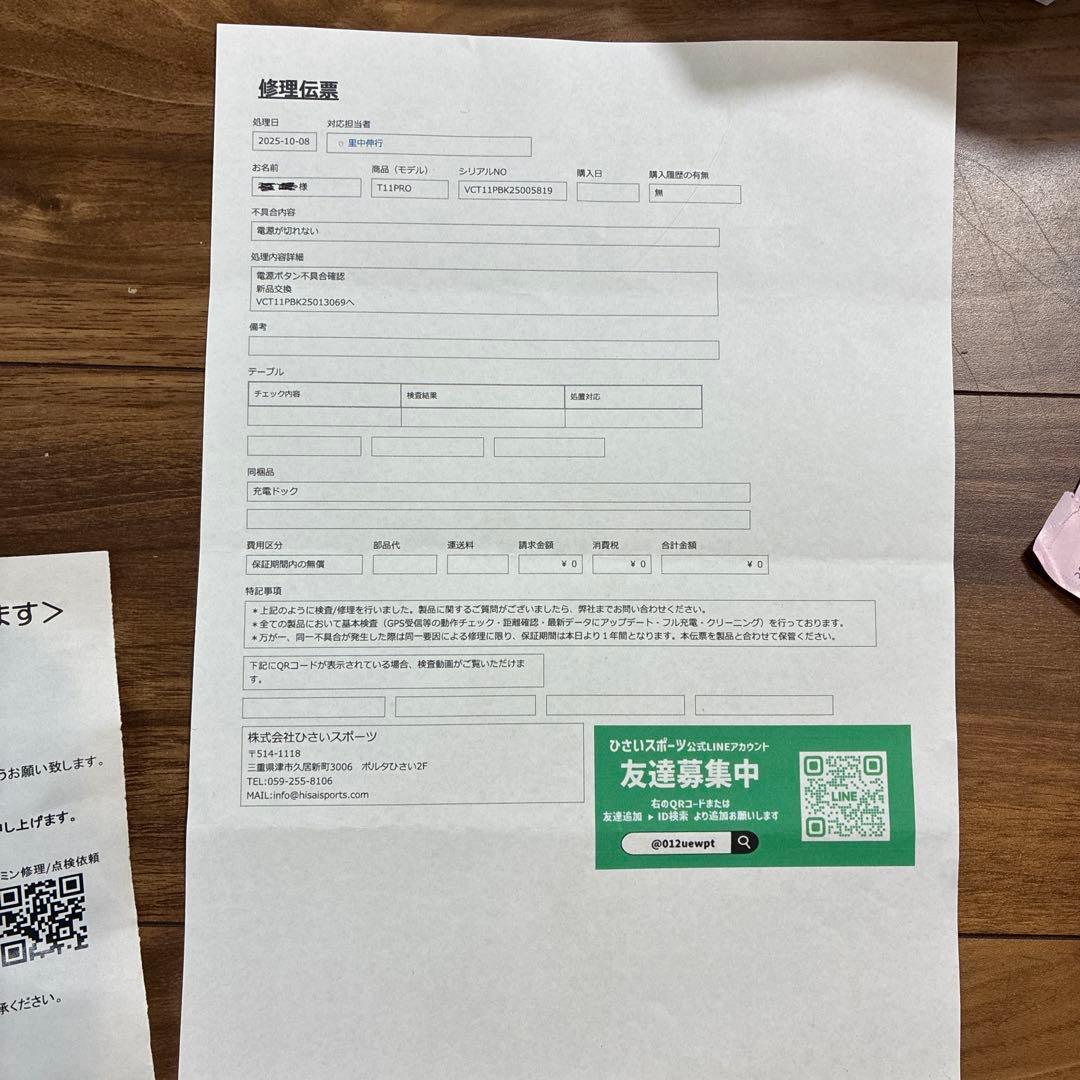 修理伝票
処理日
対応担当者
2025-10-08
里中伸行
お名前
商品（モデル）
シリアルNO
購入日
購入履歴の有無
様
T11PRO
VCT11PBK25005819
無
不具合内容
電源が切れない
処理内容詳細
電源ボタン不具合確認
新品交換
VCT11PBK25013069へ
備考
テーブル
チェック内容
検査結果
処置対応
同梱品
充電ドック
費用区分
部品代
運送料
請求金額
消費税
合計金額
保証期間内の無償
¥ 0
¥ 0
¥ 0
特記事項
＊上記のように検査/修理を行いました。製品に関するご質問がございましたら、弊社までお問い合わせください。
＊全ての製品において基本検査（GPS受信等の動作チェック・距離確認・最新データにアップデート・フル充電・クリーニング）を行っております。
＊万が一、同一不具合が発生した際は同一要因による修理に限り、保証期間は本日より１年間となります。本伝票を製品と合わせて保管ください。
下記にQRコードが表示されている場合、検査動画がご覧いただけま
す。
株式会社ひさいスポーツ
〒514-1118
三重県津市久居新町3006　ポルタひさい2F
TEL:059-255-8106
MAIL:info@hisaisports.com
ひさいスポーツ公式LINEアカウント
友達募集中
右のQRコードまたは
友達追加 ▶ ID検索 より追加お願いします
@012uewpt
LINE
ます＞
うお願い致します。
申し上げます。
ミン修理/点検依頼
承ください。